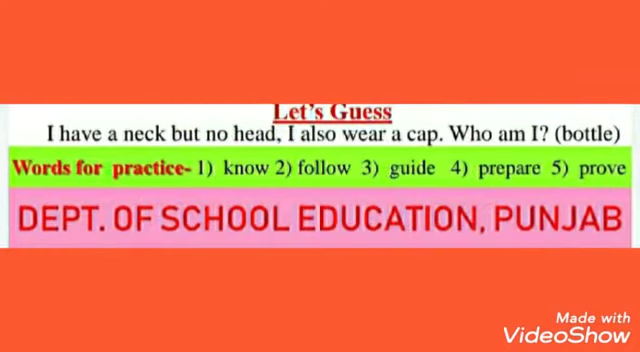 Let's Guess
I have a neck but no head, I also wear a cap. Who am I? (bottle)
Words for practice- 1) know 2) follow 3) guide 4) prepare 5) prove
DEPT. OF SCHOOL EDUCATION, PUNJAB
Made with
VideoShow